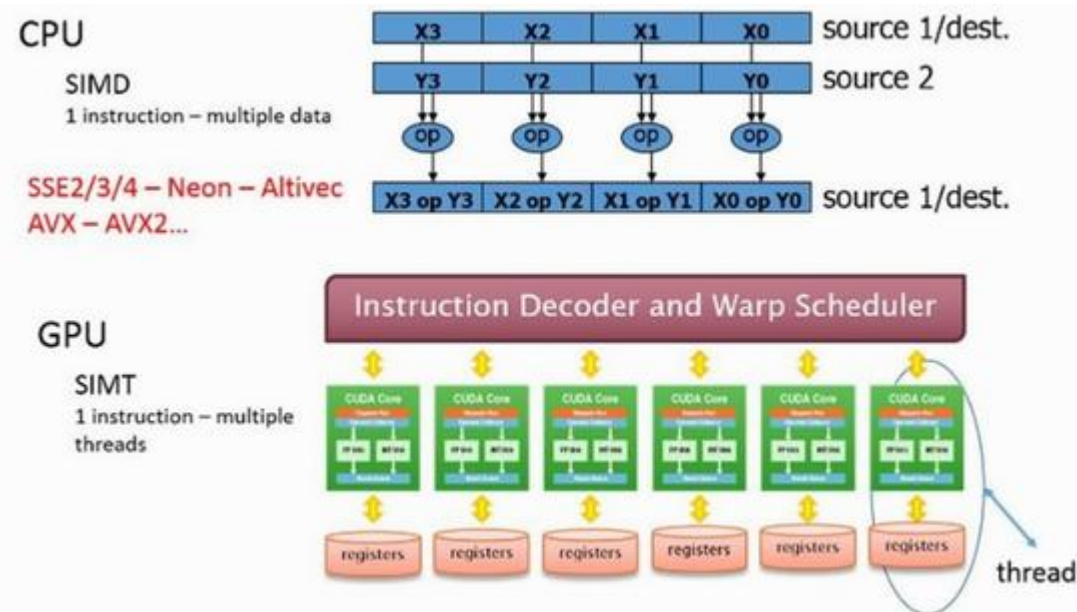 CPU
SIMD
1 instruction – multiple data
SSE2/3/4 – Neon – Altivec
AVX – AVX2...
X3 X2 X1 X0 source 1/dest.
Y3 Y2 Y1 Y0 source 2
op op op op
X3 op Y3 X2 op Y2 X1 op Y1 X0 op Y0 source 1/dest.
Instruction Decoder and Warp Scheduler
GPU
SIMT
1 instruction – multiple
threads
CUDA Core CUDA Core CUDA Core CUDA Core CUDA Core CUDA Core
registers registers registers registers registers registers
thread